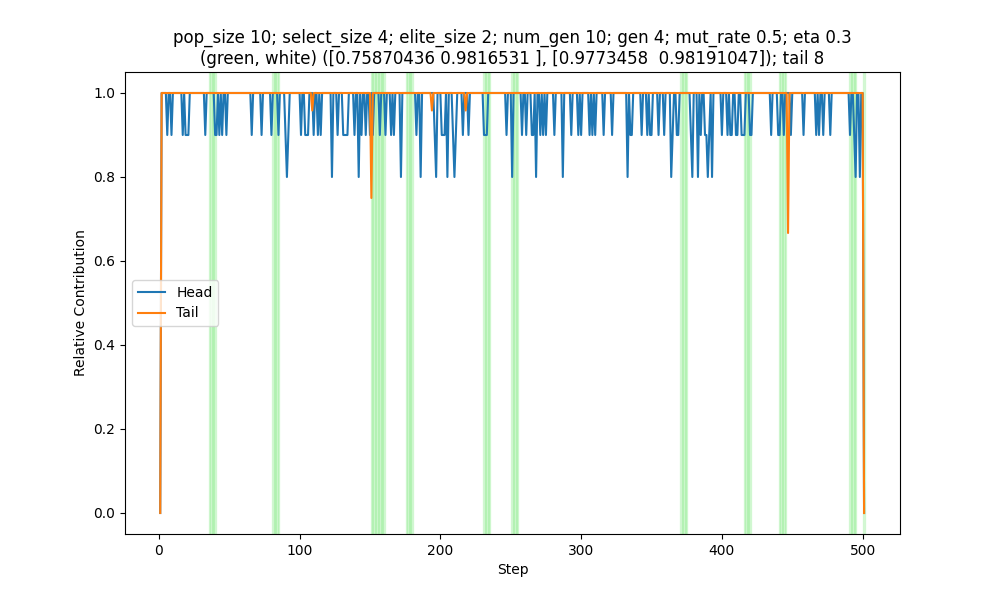 pop_size 10; select_size 4; elite_size 2; num_gen 10; gen 4; mut_rate 0.5; eta 0.3
(green, white) ([0.75870436 0.9816531 ], [0.9773458  0.98191047]); tail 8
1.0
0.8
0.6
0.4
0.2
0.0
Relative Contribution
Head
Tail
0
100
200
300
400
500
Step